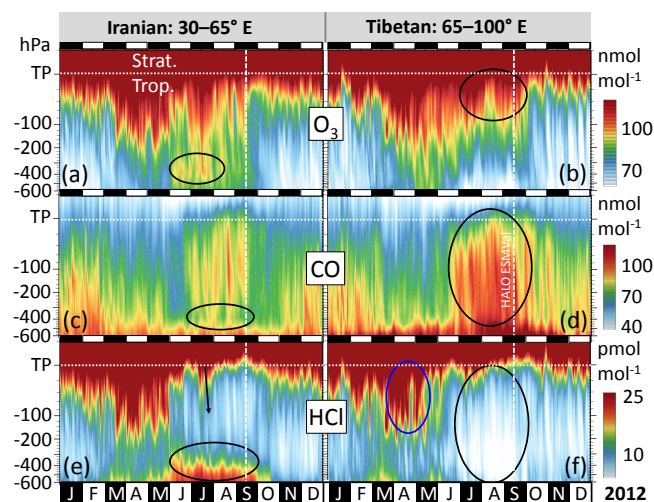 Iranian: 30–65° E
Tibetan: 65–100° E
hPa
TP
-100
-200
-400
-600
Strat.
Trop.
(a)
O3
(b)
nmol
mol-1
100
70
TP
-100
-200
-400
-600
(c)
CO
HALO ESMVal
(d)
nmol
mol-1
100
70
40
TP
-100
-200
-400
-600
(e)
HCl
(f)
pmol
mol-1
25
10
J F M A M J J A S O N D
J F M A M J J A S O N D
2012